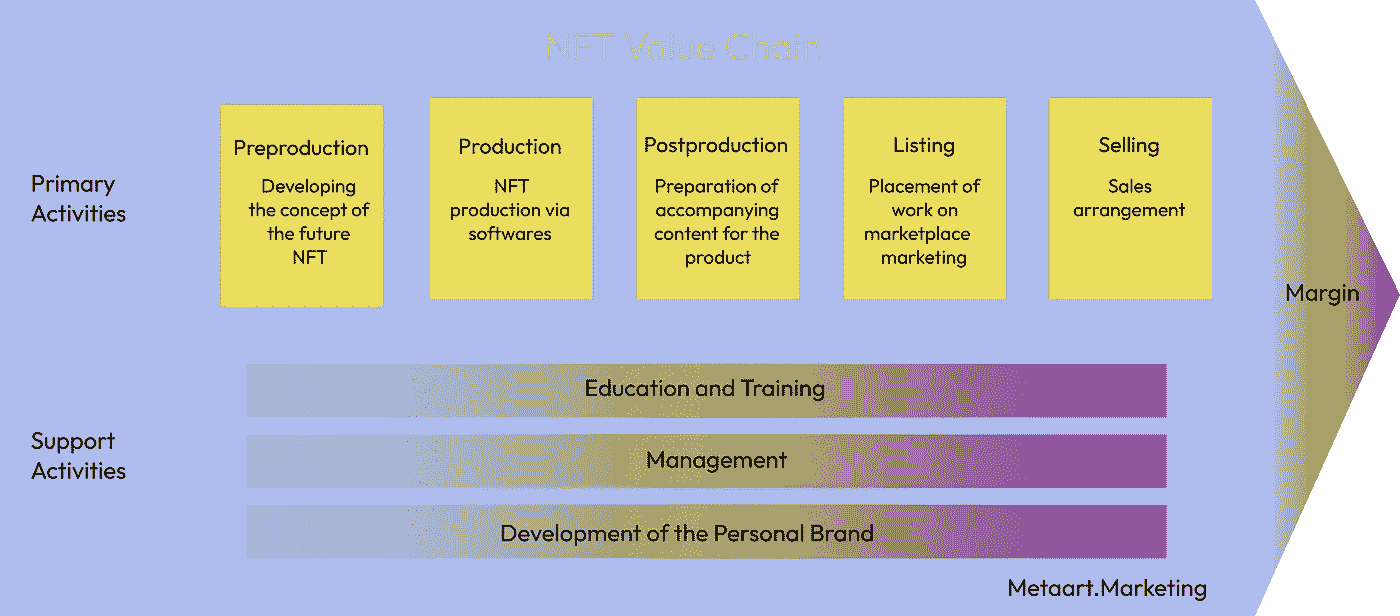 NFT Value Chain
Primary
Activities
Preproduction
Developing
the concept of
the future
NFT
Production
NFT
production via
softwares
Postproduction
Preparation of
accompanying
content for the
product
Listing
Placement of
work on
marketplace
marketing
Selling
Sales
arrangement
Margin
Support
Activities
Education and Training
Management
Development of the Personal Brand
Metaart.Marketing